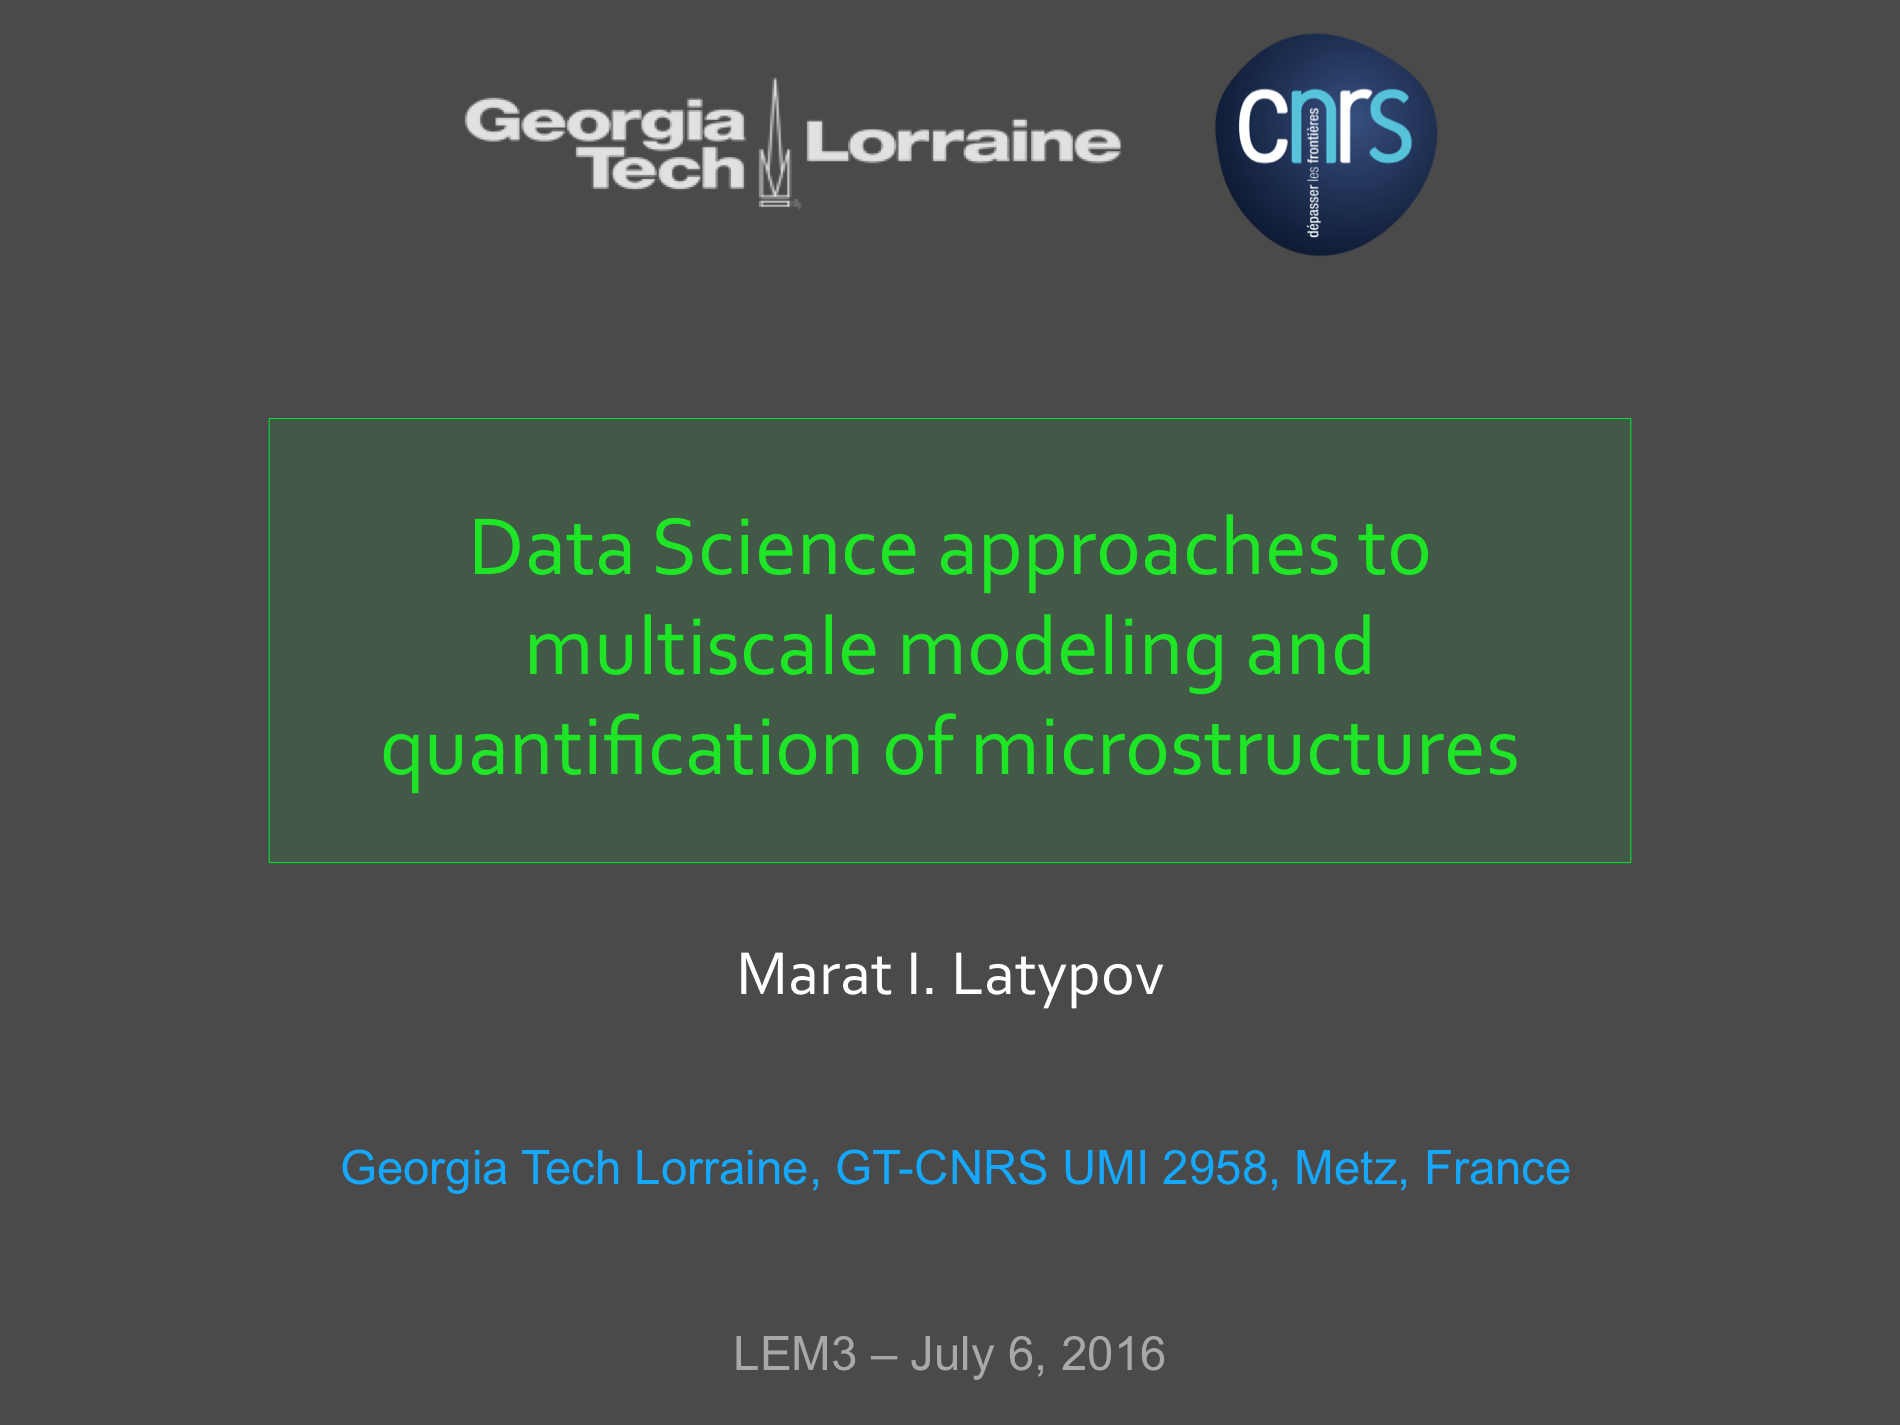 Georgia
Tech
Lorraine
cnrs
dépasser les frontières
Data Science approaches to
multiscale modeling and
quantification of microstructures
Marat I. Latypov
Georgia Tech Lorraine, GT-CNRS UMI 2958, Metz, France
LEM3 – July 6, 2016